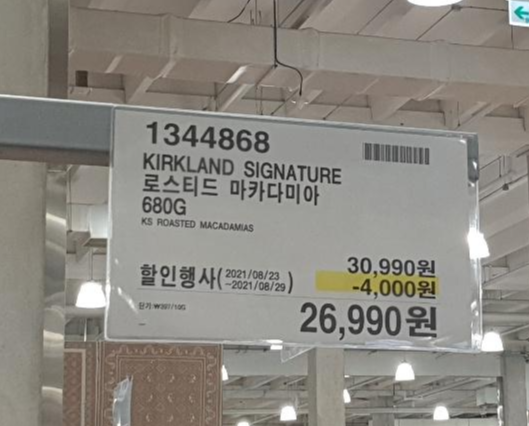 1344868
KIRKLAND SIGNATURE
로스티드 마카다미아
680G
KS ROASTED MACADAMIAS
30,990원
할인행사( 2021/08/23
-2021/08/29 )
-4,000원
26,990원